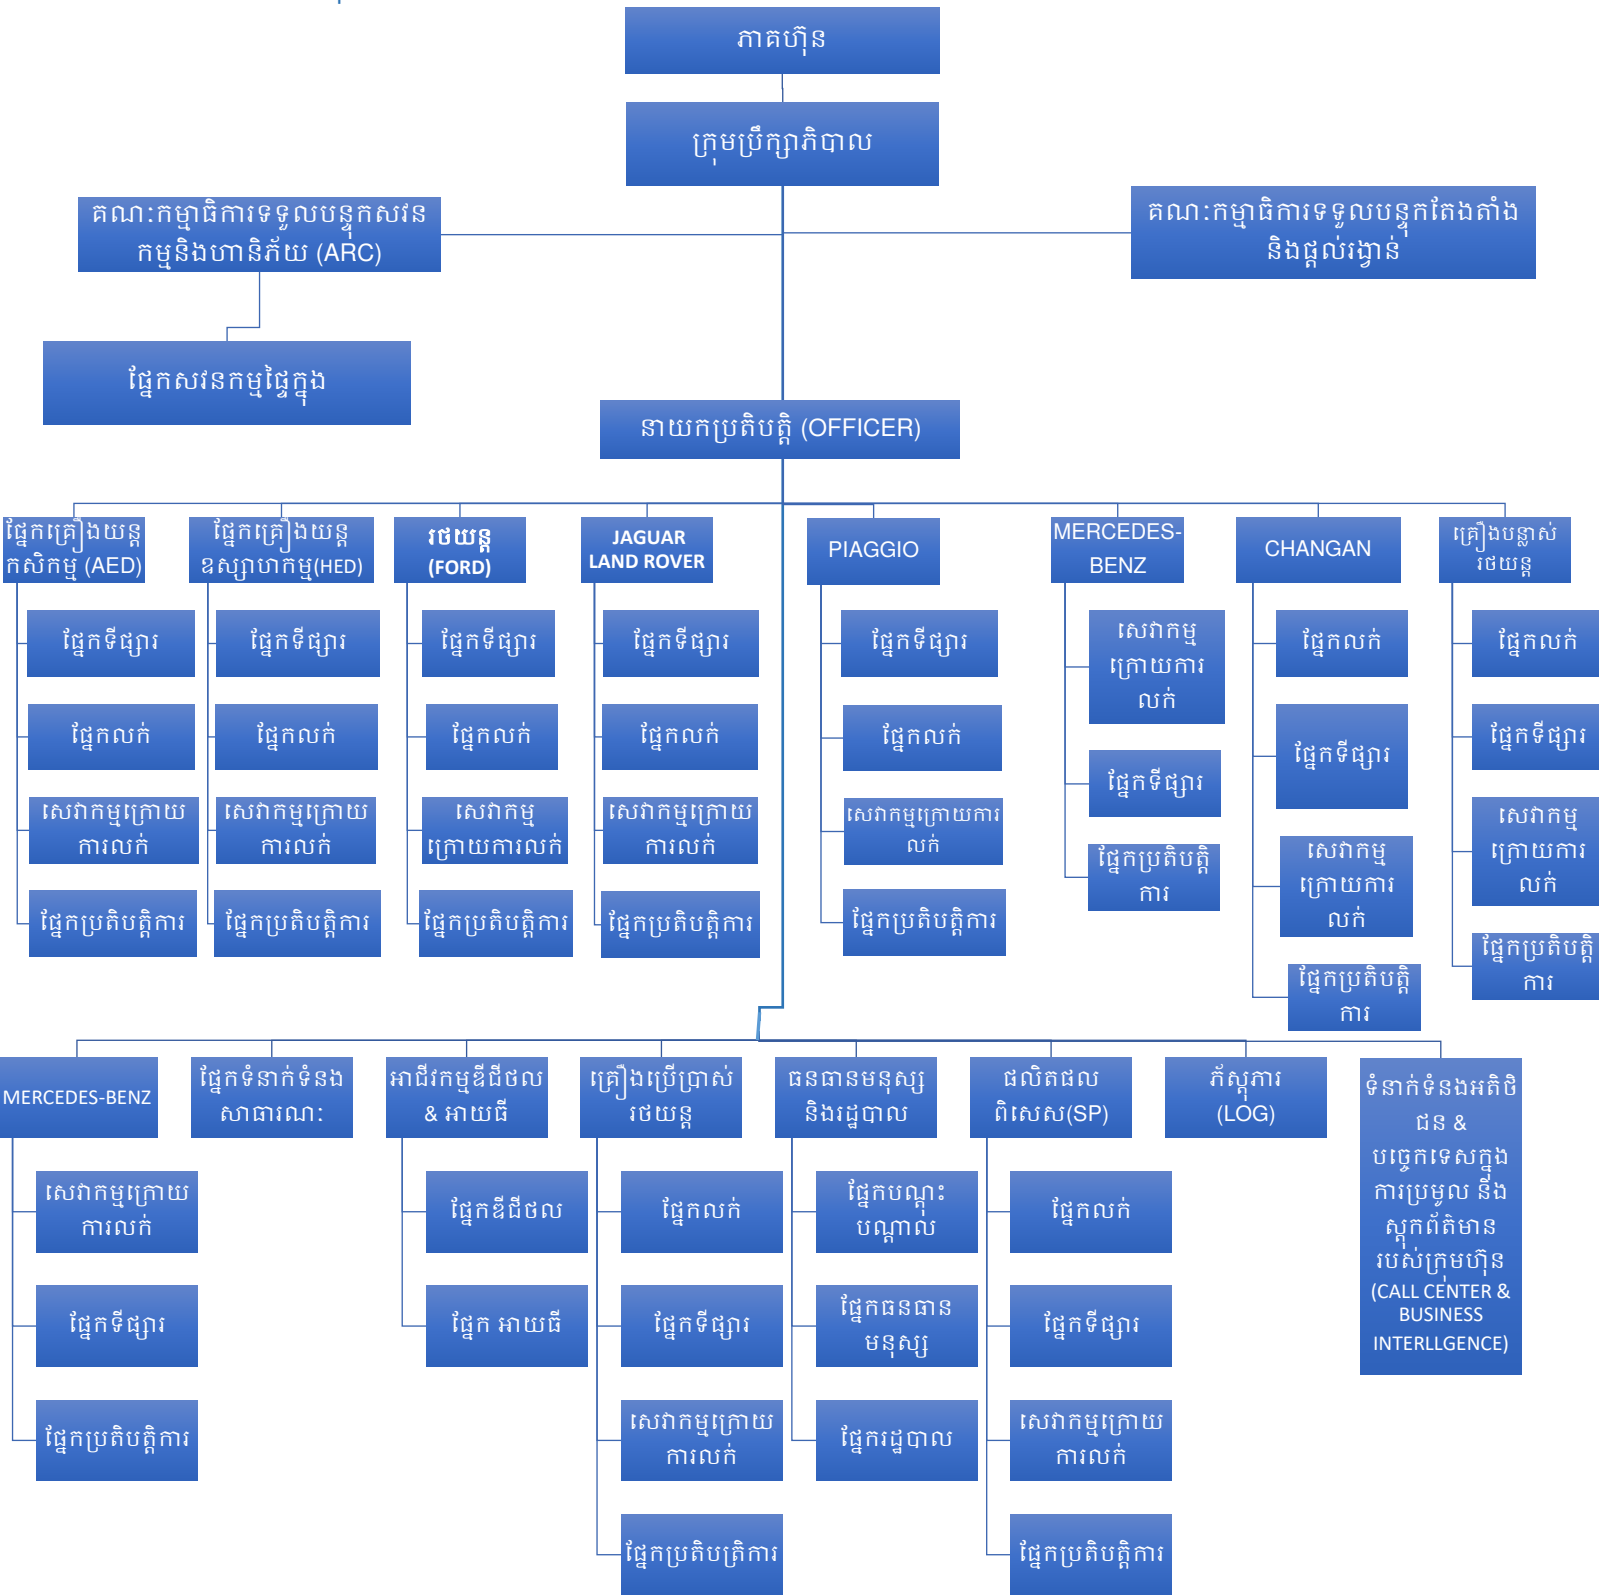 ភាគហ៊ុន
ក្រុមប្រឹក្សាភិបាល
គណៈកម្មាធិការទទួលបន្ទុកសវន
កម្មនិងហានិភ័យ (ARC)
គណៈកម្មាធិការទទួលបន្ទុកតែងតាំង
និងផ្តល់រង្វាន់
ផ្នែកសវនកម្មផ្ទៃក្នុង
នាយកប្រតិបត្តិ (OFFICER)
ផ្នែកគ្រឿងយន្ត
កសិកម្ម (AED)
ផ្នែកទីផ្សារ
ផ្នែកលក់
សេវាកម្មក្រោយ
ការលក់
ផ្នែកប្រតិបត្តិការ
ផ្នែកគ្រឿងយន្ត
ឧស្សាហកម្ម(HED)
ផ្នែកទីផ្សារ
ផ្នែកលក់
សេវាកម្មក្រោយ
ការលក់
ផ្នែកប្រតិបត្តិការ
រថយន្ត
(FORD)
ផ្នែកទីផ្សារ
ផ្នែកលក់
សេវាកម្ម
ក្រោយការលក់
ផ្នែកប្រតិបត្តិការ
JAGUAR
LAND ROVER
ផ្នែកទីផ្សារ
ផ្នែកលក់
សេវាកម្មក្រោយ
ការលក់
ផ្នែកប្រតិបត្តិការ
PIAGGIO
ផ្នែកទីផ្សារ
ផ្នែកលក់
សេវាកម្មក្រោយការ
លក់
ផ្នែកប្រតិបត្តិការ
MERCEDES-
BENZ
សេវាកម្ម
ក្រោយការ
លក់
ផ្នែកទីផ្សារ
ផ្នែកប្រតិបត្តិ
ការ
CHANGAN
ផ្នែកលក់
ផ្នែកទីផ្សារ
សេវាកម្ម
ក្រោយការ
លក់
ផ្នែកប្រតិបត្តិ
ការ
គ្រឿងបន្លាស់
រថយន្ត
ផ្នែកលក់
ផ្នែកទីផ្សារ
សេវាកម្ម
ក្រោយការ
លក់
ផ្នែកប្រតិបត្តិ
ការ
MERCEDES-BENZ
សេវាកម្មក្រោយ
ការលក់
ផ្នែកទីផ្សារ
ផ្នែកប្រតិបត្តិការ
ផ្នែកទំនាក់ទំនង
សាធារណៈ
អាជីវកម្មឌីជីថល
& អាយធី
ផ្នែកឌីជីថល
ផ្នែក អាយធី
គ្រឿងប្រើប្រាស់
រថយន្ត
ផ្នែកលក់
ផ្នែកទីផ្សារ
សេវាកម្មក្រោយ
ការលក់
ផ្នែកប្រតិបត្រិការ
ធនធានមនុស្ស
និងរដ្ឋបាល
ផ្នែកបណ្តុះ
បណ្តាល
ផ្នែកធនធាន
មនុស្ស
ផ្នែករដ្ឋបាល
ផលិតផល
ពិសេស(SP)
ផ្នែកលក់
ផ្នែកទីផ្សារ
សេវាកម្មក្រោយ
ការលក់
ផ្នែកប្រតិបត្តិការ
ភ័ស្តុភារ
(LOG)
ទំនាក់ទំនងអតិថិ
ជន &
បច្ចេកទេសក្នុង
ការប្រមូល និង
ស្តុកព័ត៌មាន
របស់ក្រុមហ៊ុន
(CALL CENTER &
BUSINESS
INTERLLGENCE)